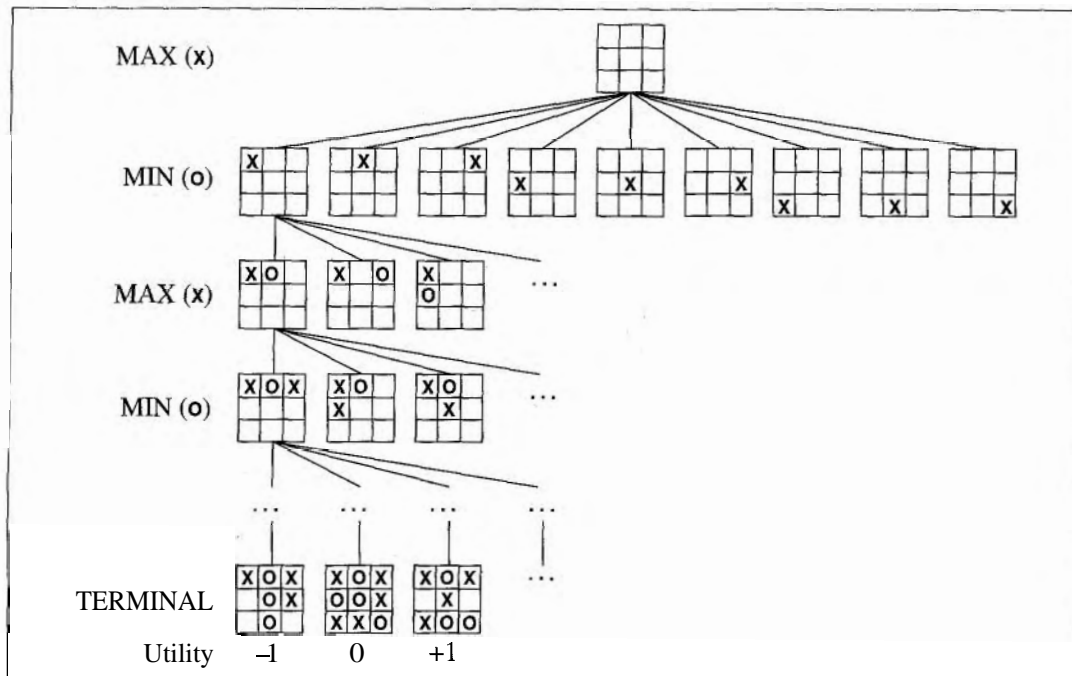 MAX (X)
X X X X X X X X X
MIN (O)
X O X O X ...
MAX (X) O
X O X X O X O ...
MIN (O) X X
... ... ... ...
X O X X O X X O X ...
TERMINAL O X O O X X
O X X O X O O
Utility –1 0 +1